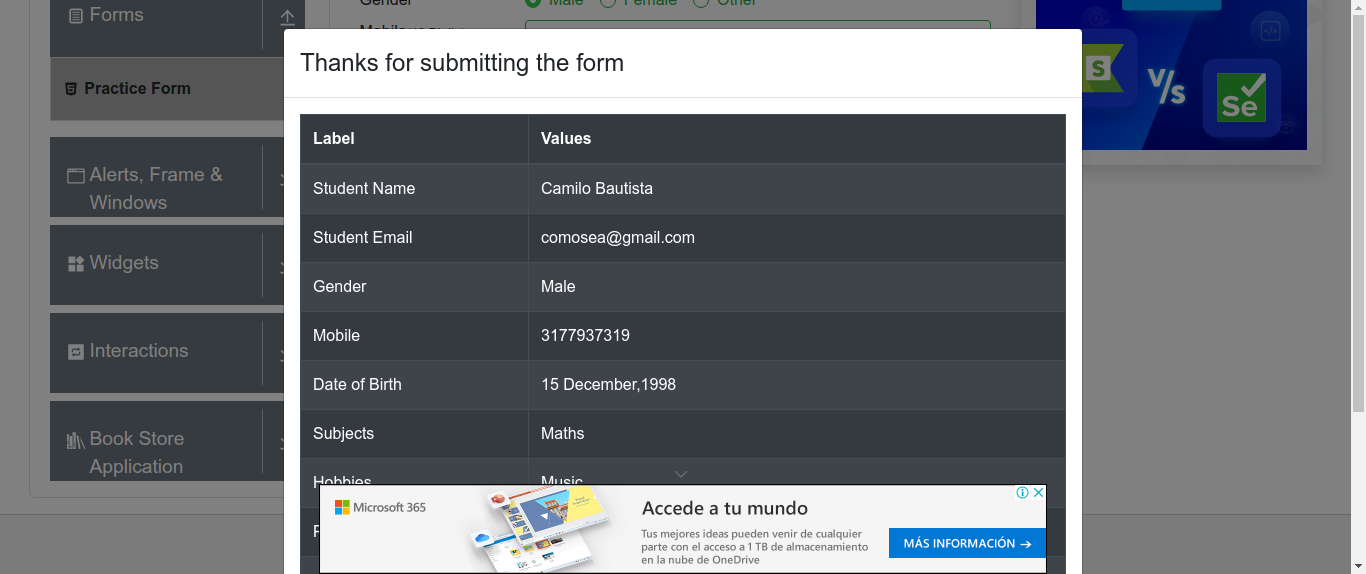 Forms
Gender Male Female Other
Thanks for submitting the form
Practice Form
S V/s Se
Label Values
Student Name Camilo Bautista
Student Email comosea@gmail.com
Gender Male
Mobile 3177937319
Date of Birth 15 December,1998
Subjects Maths
Hobbies Music
Alerts, Frame &
Windows
Widgets
Interactions
Book Store
Application
Microsoft 365
Accede a tu mundo
Tus mejores ideas pueden venir de cualquier
parte con el acceso a 1 TB de almacenamiento
en la nube de OneDrive
MÁS INFORMACIÓN →